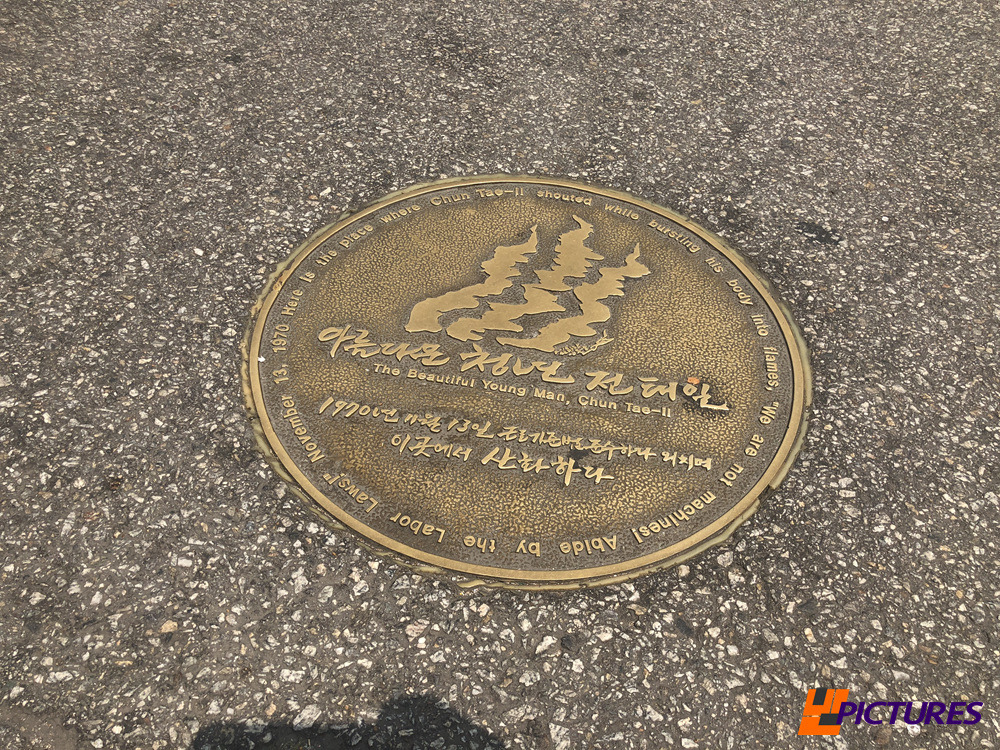 November 13, 1970 Here is the place where Chun Tae-Il shouted while bursting his body into flames, "We are not machines! Abide by the Labor Laws!"
아름다운 청년 전태일
The Beautiful Young Man, Chun Tae-Il
1970년 11월 13일 근로기준법을 준수하라 외치며
이곳에서 산화하다
PICTURES